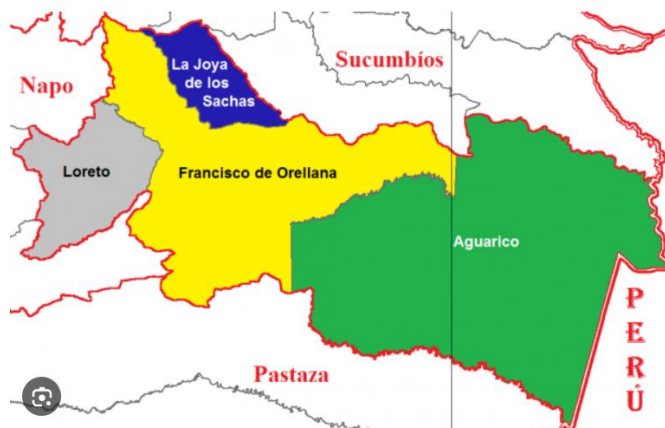 Sucumbíos
La Joya
de los
Sachas
Napo
Loreto
Francisco de Orellana
Aguarico
PERÚ
Pastaza